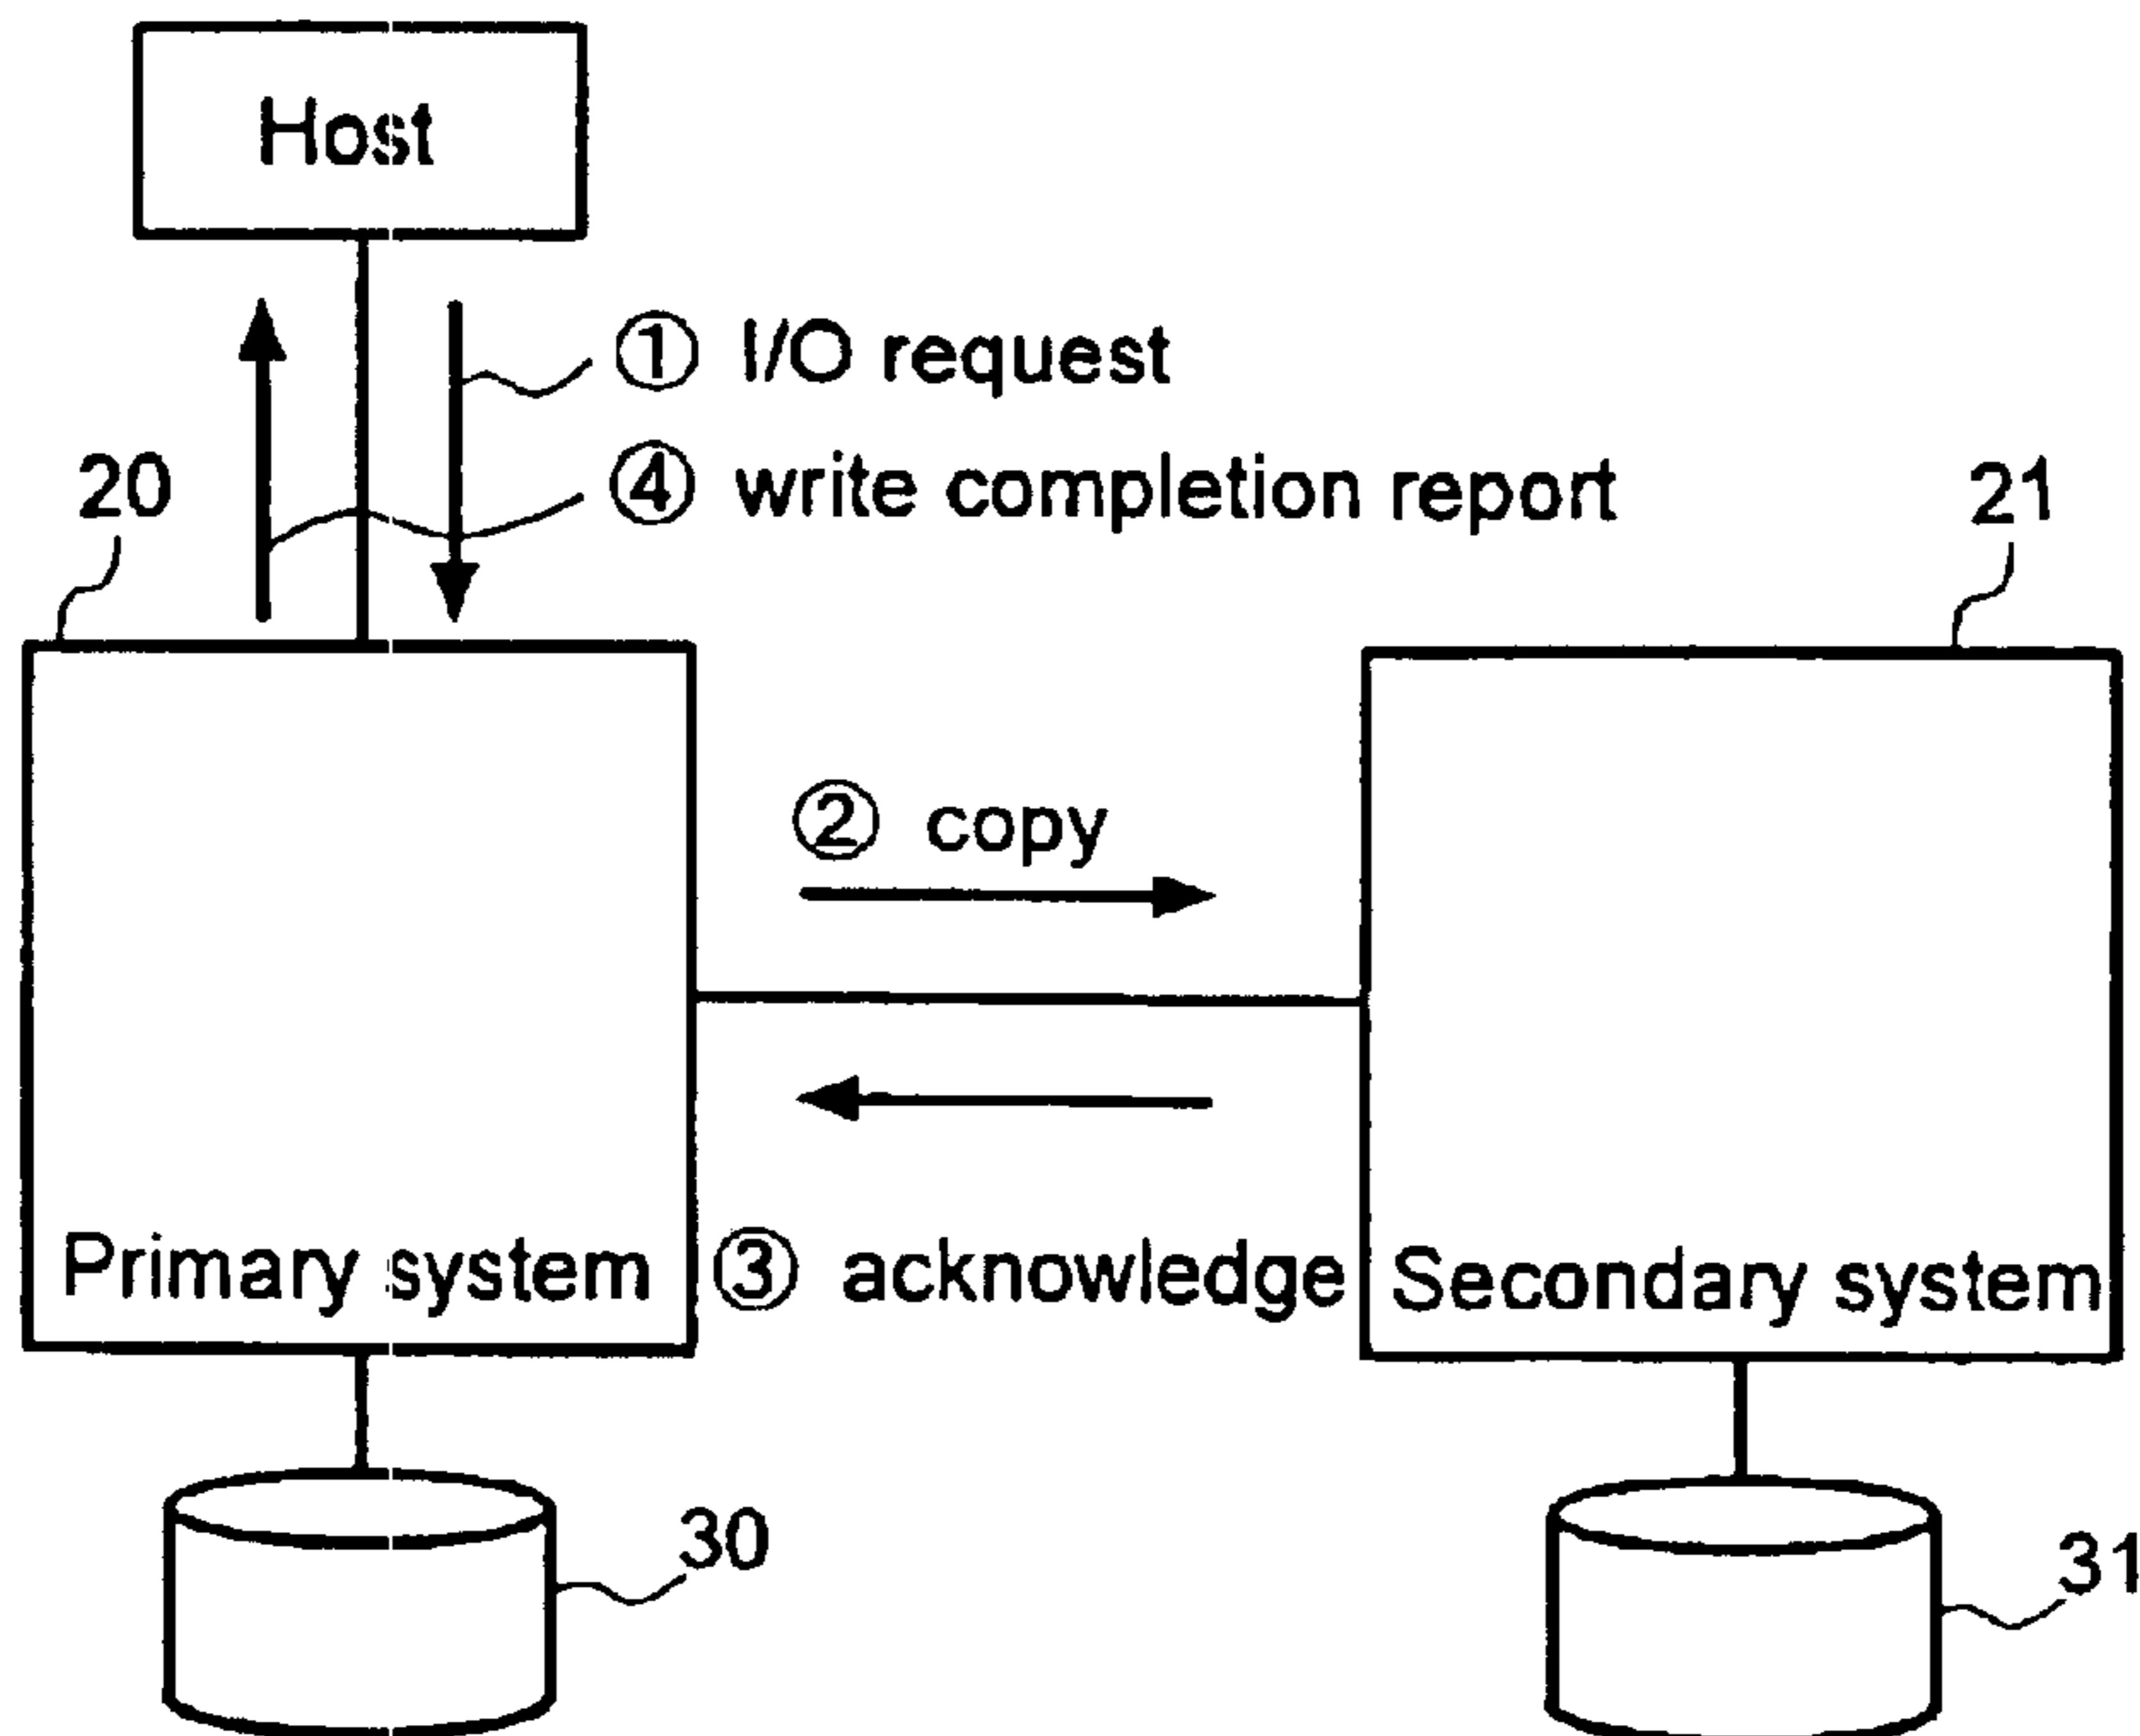 Host
① I/O request
④ write completion report
20
21
② copy
Primary system
③ acknowledge
Secondary system
30
31